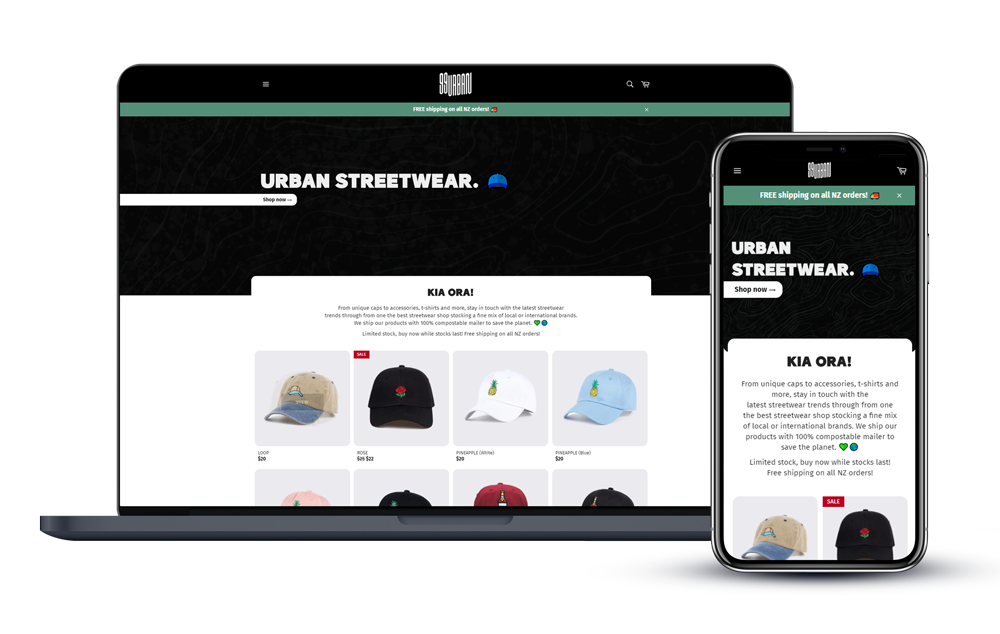 FREE shipping on all NZ orders!
URBAN STREETWEAR.
Shop now →
KIA ORA!
From unique caps to accessories, t-shirts and more, stay in touch with the latest streetwear
trends through from one the best streetwear shop stocking a fine mix of local or international brands.
We ship our products with 100% compostable mailer to save the planet. 💚🌏
Limited stock, buy now while stocks last! Free shipping on all NZ orders!
SALE
LOOP
$20
ROSE
$25 $22
PINEAPPLE (White)
$20
PINEAPPLE (Blue)
$20
FREE shipping on all NZ orders!
URBAN
STREETWEAR.
Shop now →
KIA ORA!
From unique caps to accessories, t-shirts and
more, stay in touch with the
latest streetwear trends through from one
the best streetwear shop stocking a fine mix
of local or international brands. We ship our
products with 100% compostable mailer to
save the planet. 💚🌏
Limited stock, buy now while stocks last!
Free shipping on all NZ orders!
SALE